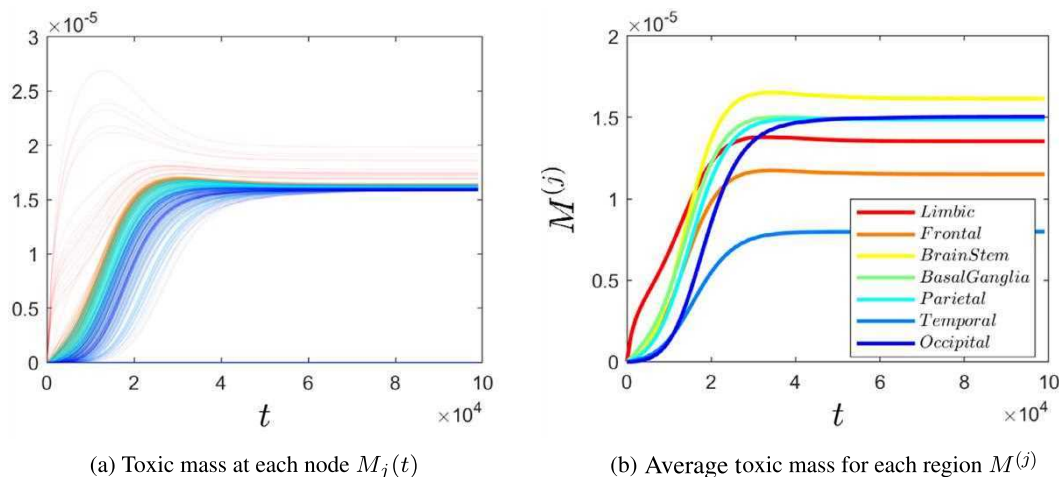 ×10⁻⁵
3
2.5
2
1.5
1
0.5
0
0 2 4 6 8 10
×10⁴
t
(a) Toxic mass at each node M_j(t)
×10⁻⁵
2
1.5
1
0.5
0
M^(j)
Limbic
Frontal
BrainStem
BasalGanglia
Parietal
Temporal
Occipital
0 2 4 6 8 10
×10⁴
t
(b) Average toxic mass for each region M^(j)